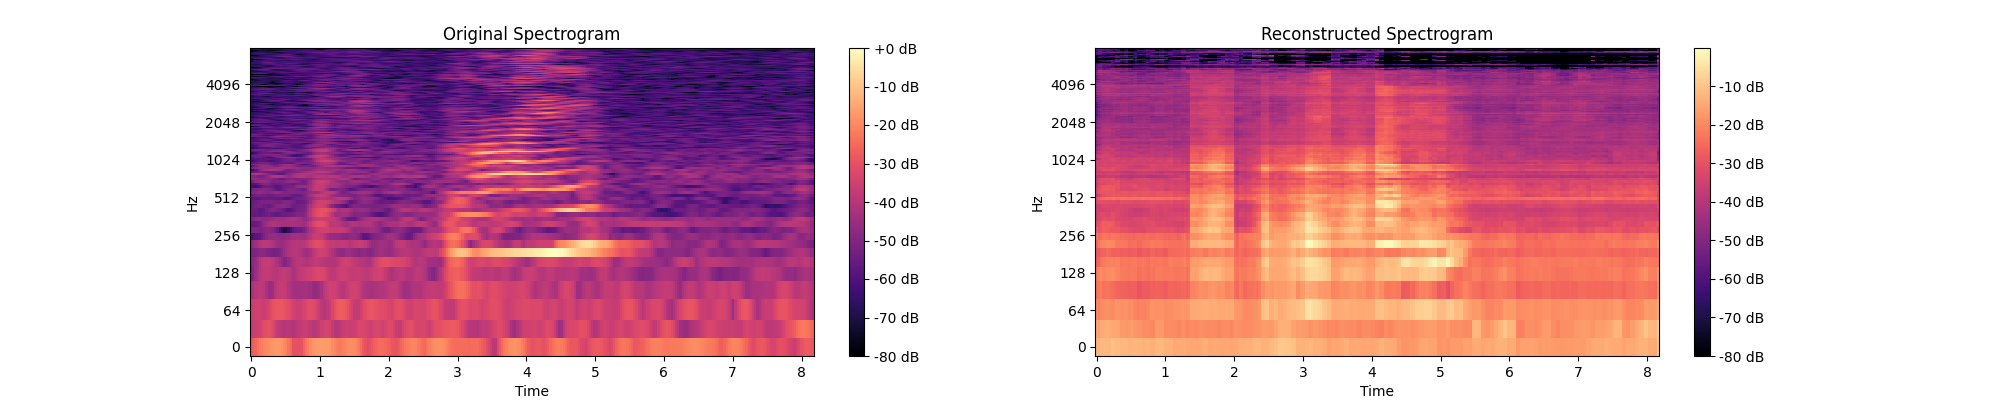 Original Spectrogram
Hz
4096
2048
1024
512
256
128
64
0
0 1 2 3 4 5 6 7 8
Time
+0 dB
-10 dB
-20 dB
-30 dB
-40 dB
-50 dB
-60 dB
-70 dB
-80 dB
Reconstructed Spectrogram
Hz
4096
2048
1024
512
256
128
64
0
0 1 2 3 4 5 6 7 8
Time
-10 dB
-20 dB
-30 dB
-40 dB
-50 dB
-60 dB
-70 dB
-80 dB